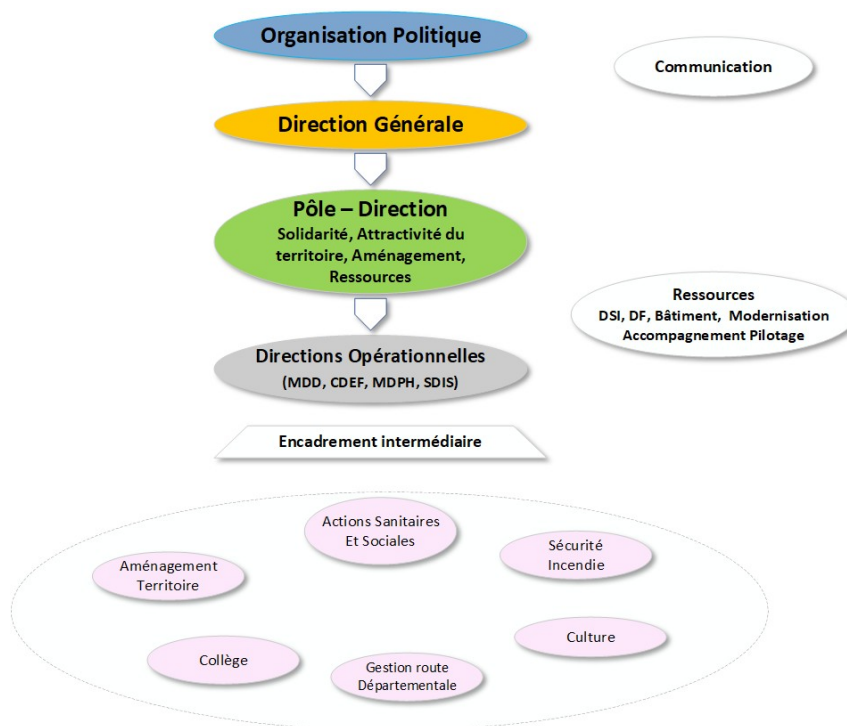 Organisation Politique
Communication
Direction Générale
Pôle – Direction
Solidarité, Attractivité du
territoire, Aménagement,
Ressources
Ressources
DSI, DF, Bâtiment, Modernisation
Accompagnement Pilotage
Directions Opérationnelles
(MDD, CDEF, MDPH, SDIS)
Encadrement intermédiaire
Actions Sanitaires
Et Sociales
Sécurité
Incendie
Aménagement
Territoire
Culture
Collège
Gestion route
Départementale